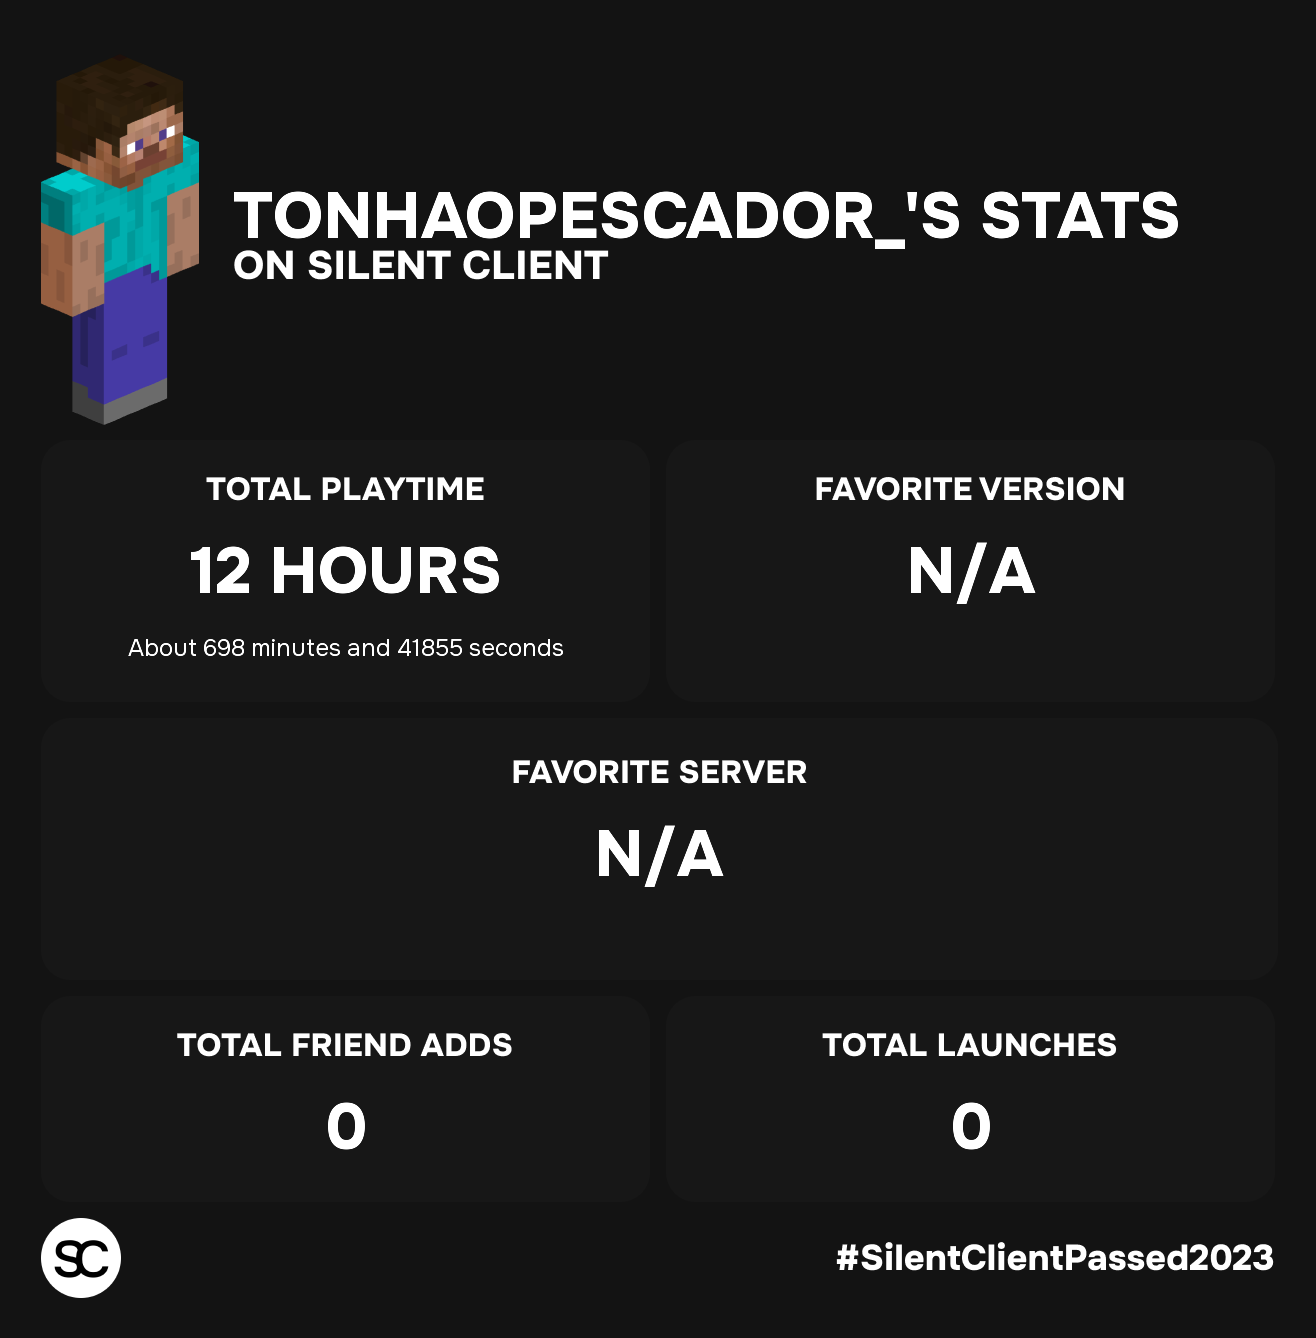 TONHAOPESCADOR_'S STATS
ON SILENT CLIENT
TOTAL PLAYTIME
12 HOURS
About 698 minutes and 41855 seconds
FAVORITE VERSION
N/A
FAVORITE SERVER
N/A
TOTAL FRIEND ADDS
0
TOTAL LAUNCHES
0
SC
#SilentClientPassed2023